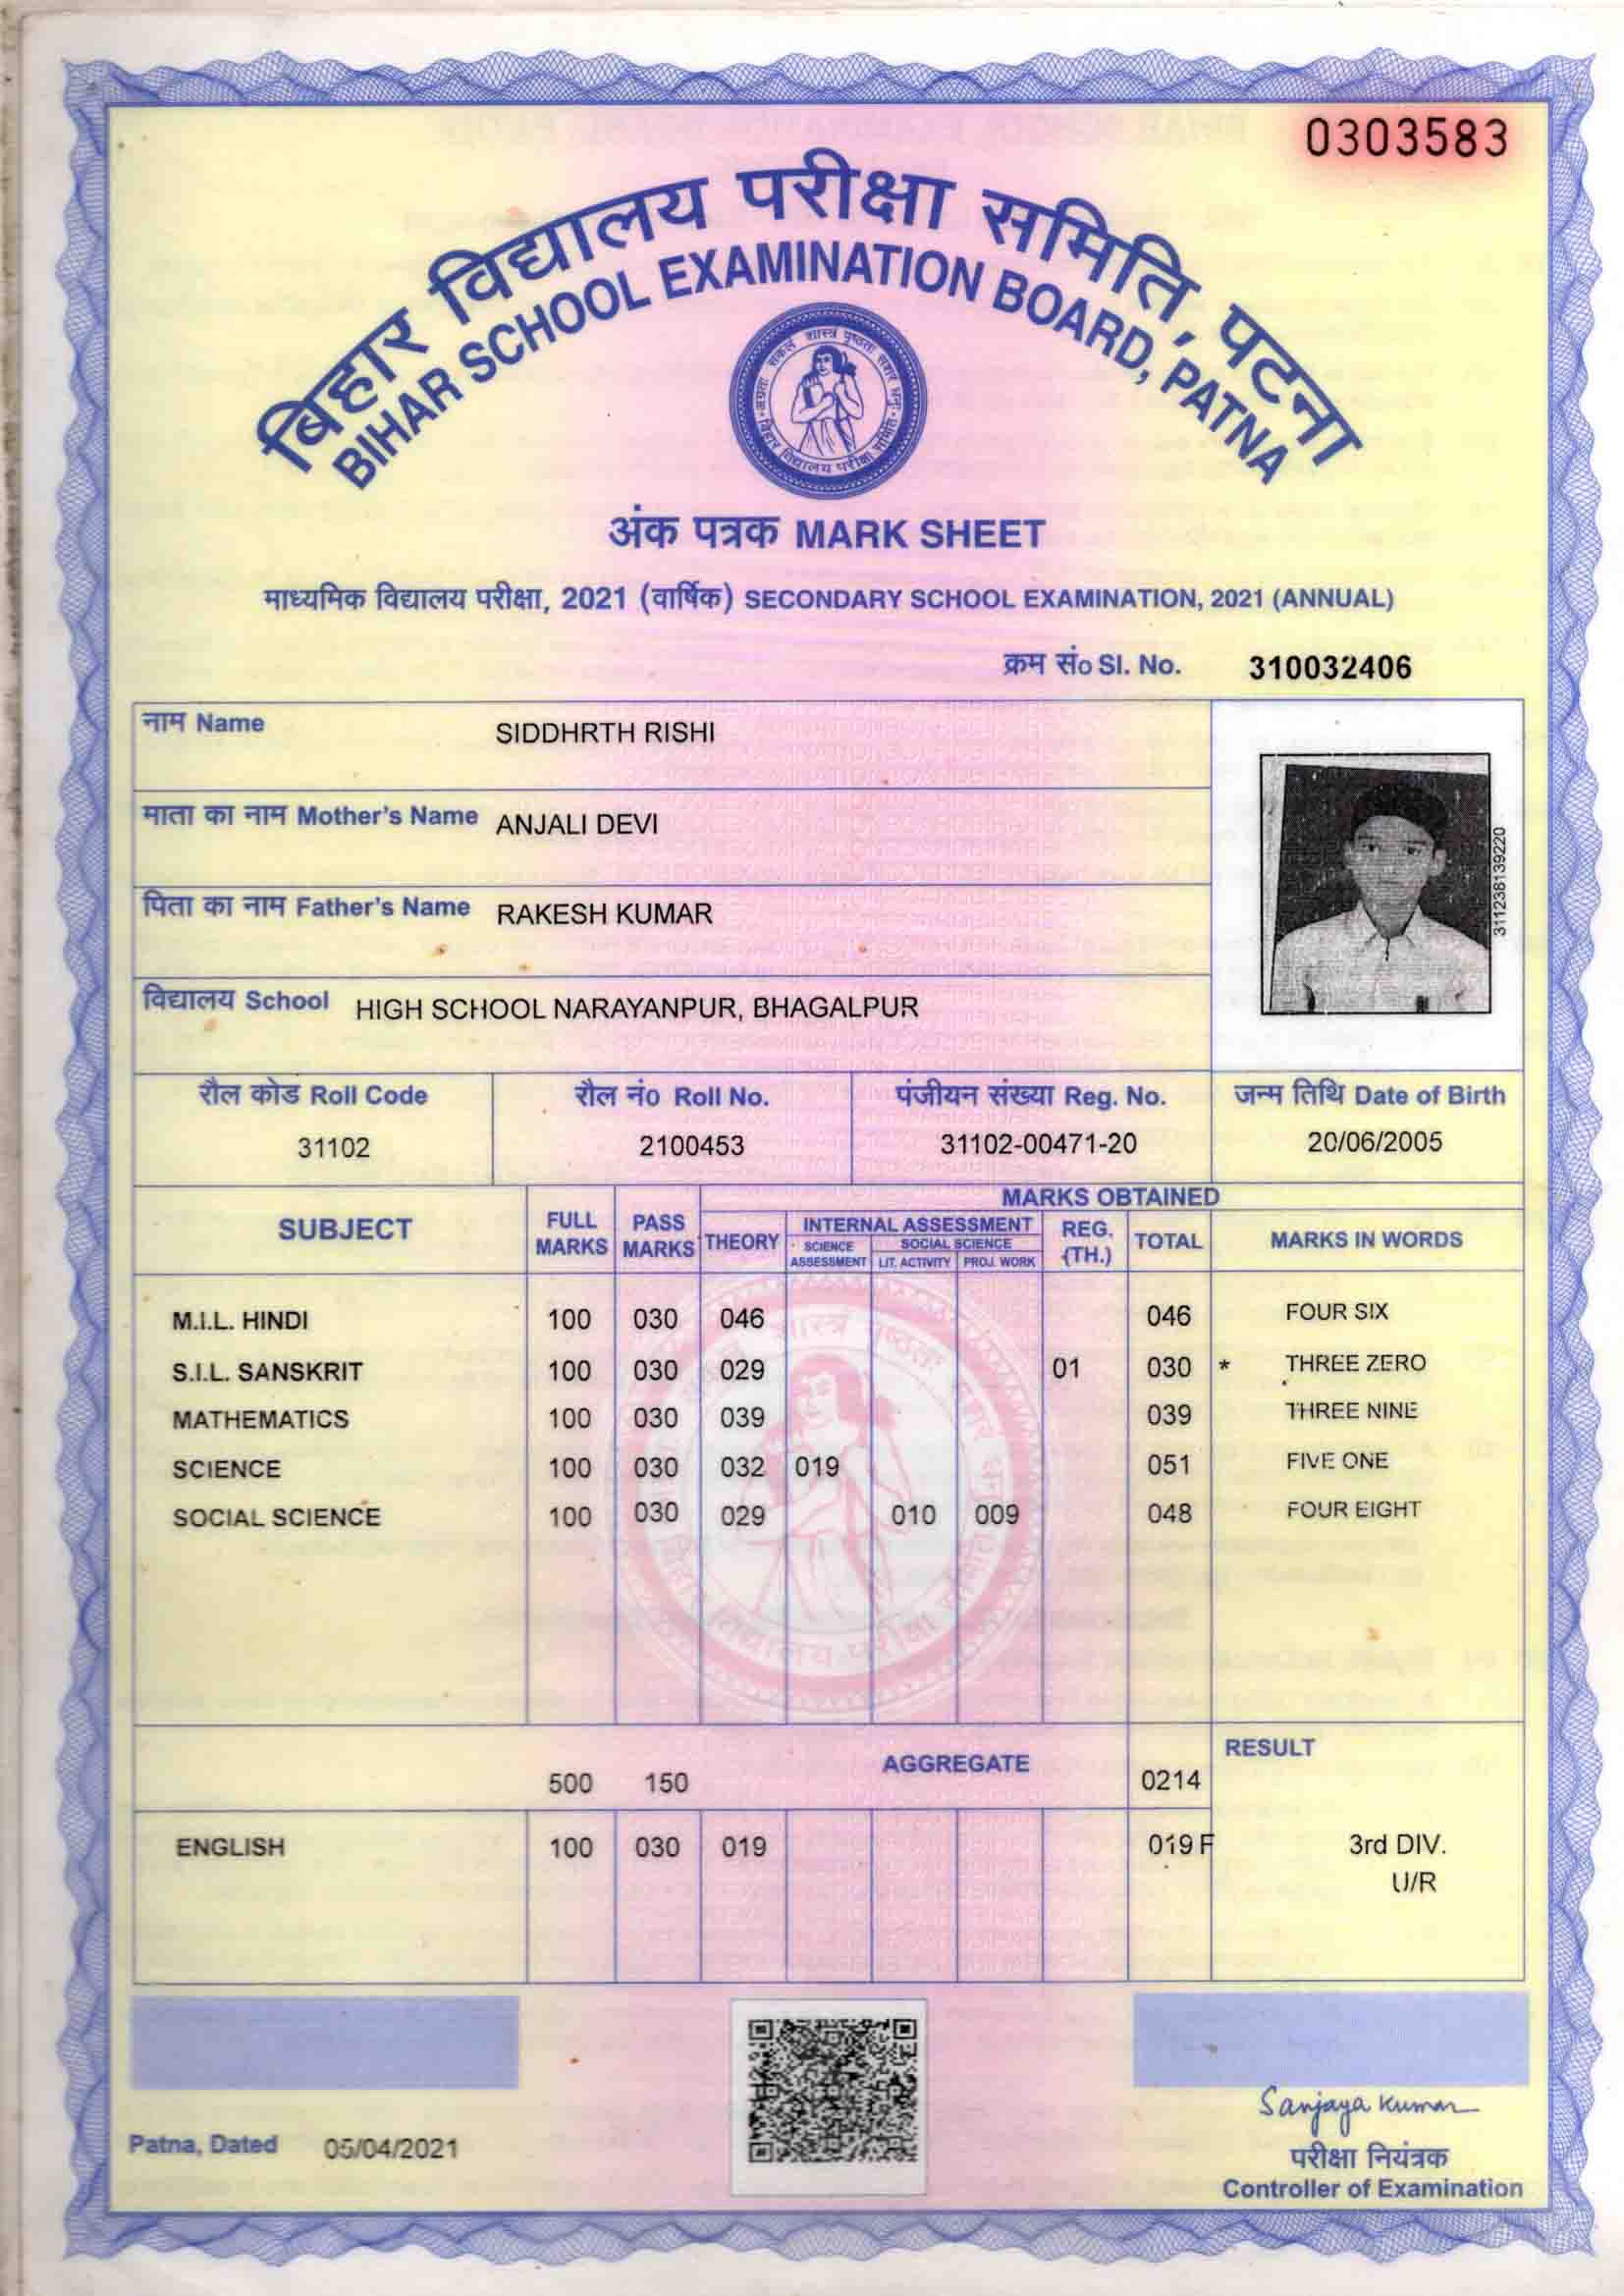 0303583
बिहार विद्यालय परीक्षा समिति, पटना
BIHAR SCHOOL EXAMINATION BOARD, PATNA
अंक पत्रक MARK SHEET
माध्यमिक विद्यालय परीक्षा, 2021 (वार्षिक) SECONDARY SCHOOL EXAMINATION, 2021 (ANNUAL)
क्रम सं० Sl. No. 310032406
नाम Name SIDDHRTH RISHI
माता का नाम Mother's Name ANJALI DEVI
पिता का नाम Father's Name RAKESH KUMAR
311238139220
विद्यालय School HIGH SCHOOL NARAYANPUR, BHAGALPUR
रौल कोड Roll Code रौल नं० Roll No. पंजीयन संख्या Reg. No. जन्म तिथि Date of Birth
31102 2100453 31102-00471-20 20/06/2005
MARKS OBTAINED
SUBJECT FULL MARKS PASS MARKS THEORY INTERNAL ASSESSMENT REG. (TH.) TOTAL MARKS IN WORDS
SCIENCE ASSESSMENT SOCIAL SCIENCE LIT. ACTIVITY PROJ. WORK
M.I.L. HINDI 100 030 046 046 FOUR SIX
S.I.L. SANSKRIT 100 030 029 01 030 * THREE ZERO
MATHEMATICS 100 030 039 039 THREE NINE
SCIENCE 100 030 032 019 051 FIVE ONE
SOCIAL SCIENCE 100 030 029 010 009 048 FOUR EIGHT
500 150 AGGREGATE 0214 RESULT
ENGLISH 100 030 019 019 F 3rd DIV.
U/R
Sanjaya Kumar
Patna, Dated 05/04/2021
परीक्षा नियंत्रक
Controller of Examination